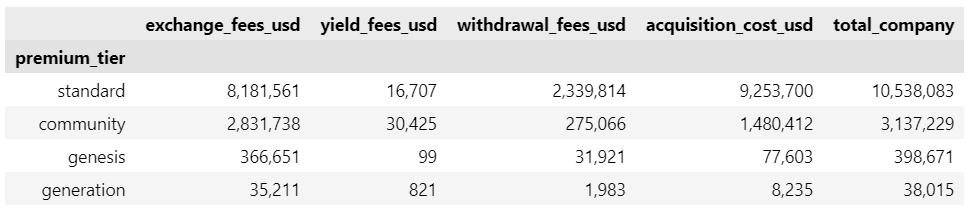 exchange_fees_usd yield_fees_usd withdrawal_fees_usd acquisition_cost_usd total_company
premium_tier
standard 8,181,561 16,707 2,339,814 9,253,700 10,538,083
community 2,831,738 30,425 275,066 1,480,412 3,137,229
genesis 366,651 99 31,921 77,603 398,671
generation 35,211 821 1,983 8,235 38,015